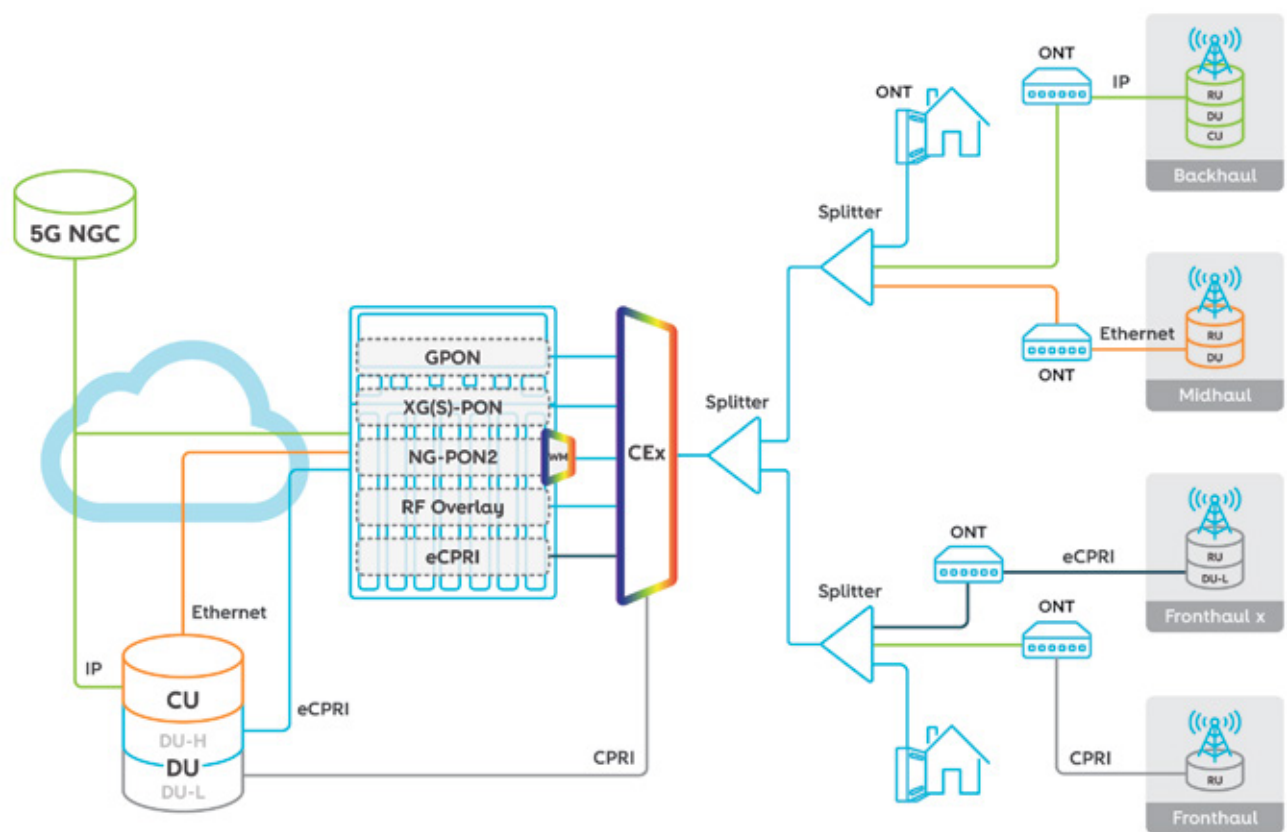 ONT
IP
RU
DU
CU
Backhaul
ONT
Splitter
5G NGC
Ethernet
RU
DU
ONT
Midhaul
GPON
XG(S)-PON
NG-PON2
WM
RF Overlay
eCPRI
CEx
Splitter
ONT
eCPRI
RU
DU-L
Fronthaul x
Splitter
ONT
CPRI
RU
Fronthaul
Ethernet
IP
CU
DU-H
DU
DU-L
eCPRI
CPRI